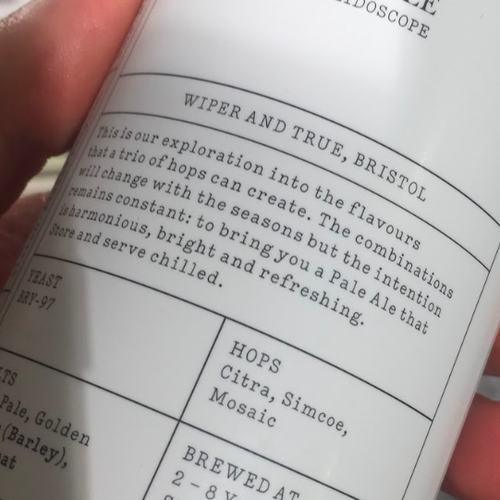 WIPER AND TRUE, BRISTOL
This is our exploration into the flavours
that a trio of hops can create. The combinations
will change with the seasons but the intention
remains constant: to bring you a Pale Ale that
is harmonious, bright and refreshing.
Store and serve chilled.
YEAST
BRY-97
HOPS
Citra, Simcoe,
Mosaic
Pale, Golden
(Barley),
BREWED AT
2-8 Y